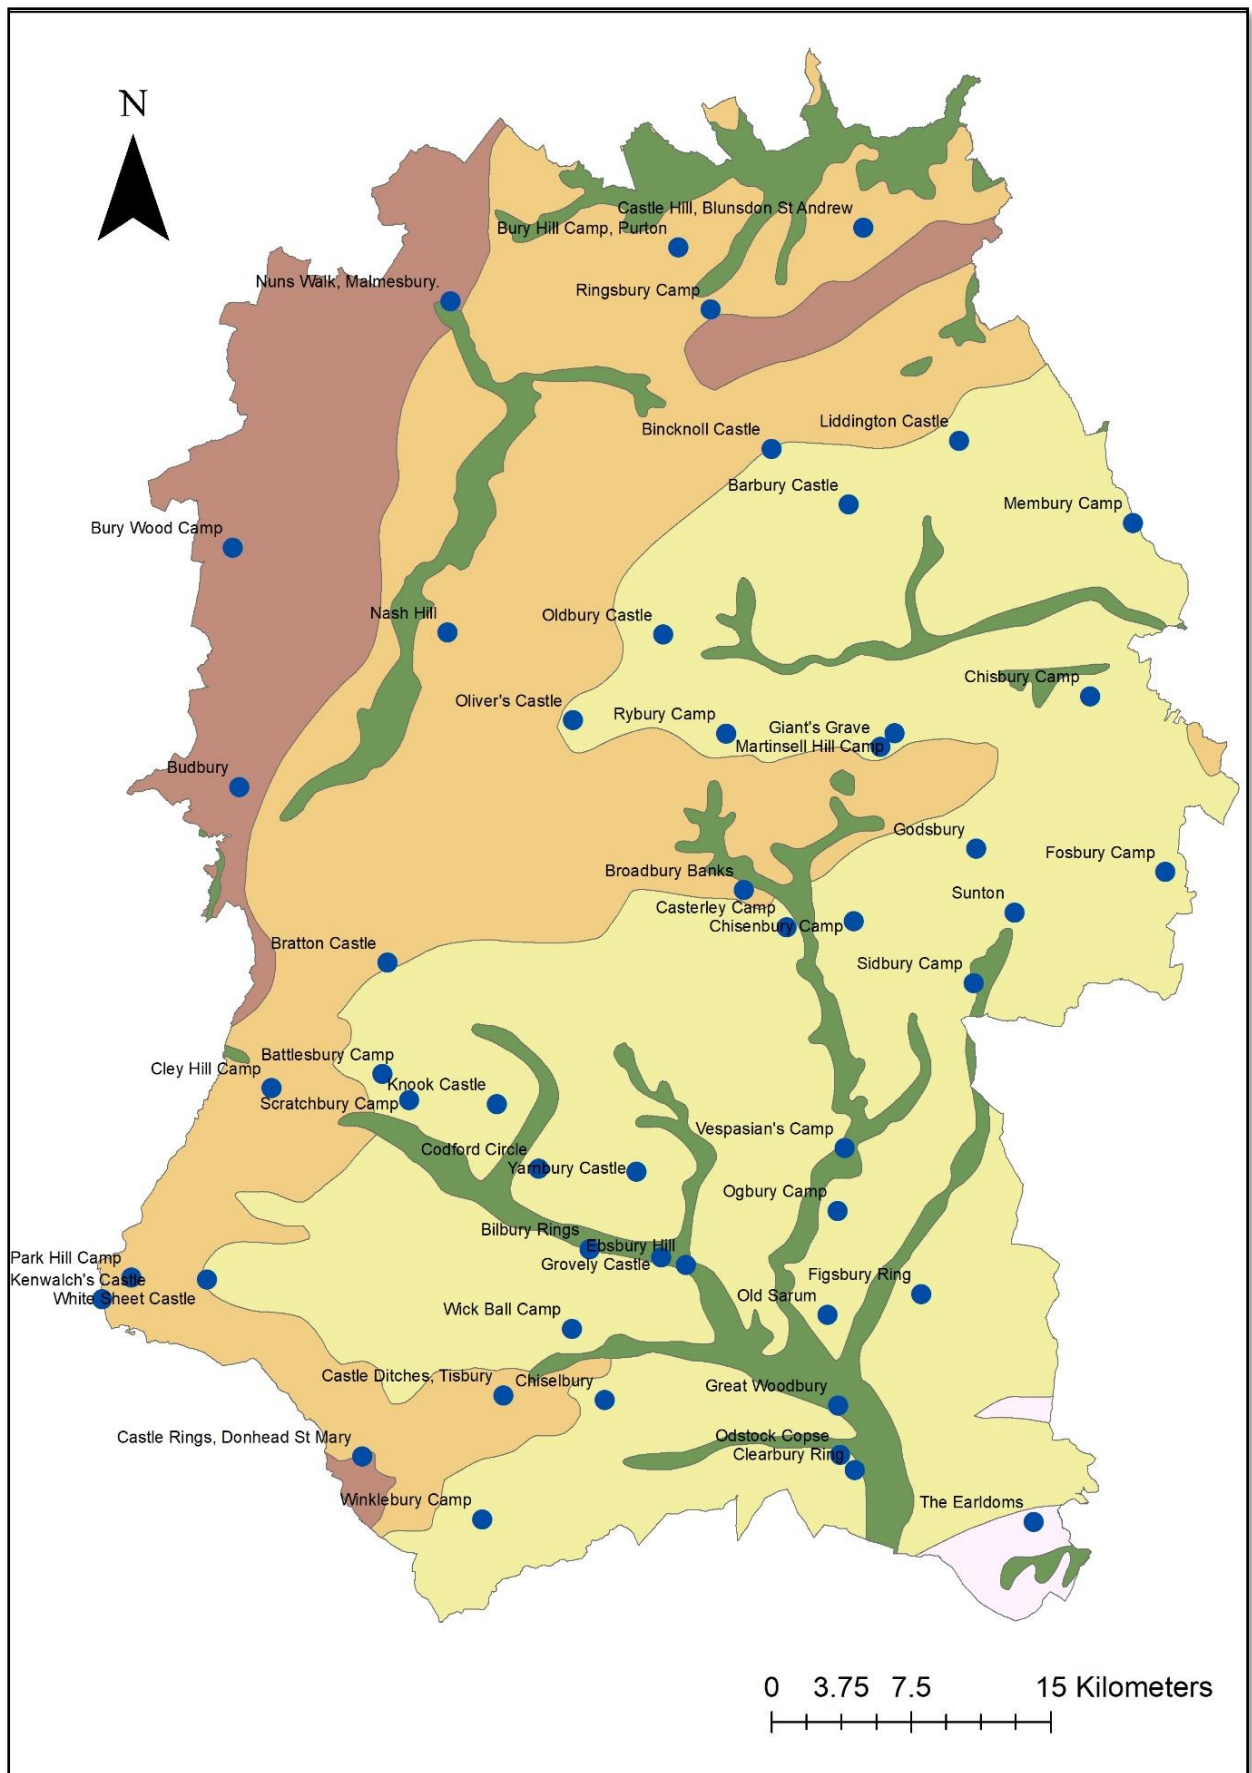 N
Castle Hill, Blunsdon St Andrew
Bury Hill Camp, Purton
Nuns Walk, Malmesbury.
Ringsbury Camp
Liddington Castle
Bincknoll Castle
Barbury Castle
Membury Camp
Bury Wood Camp
Nash Hill
Oldbury Castle
Chisbury Camp
Oliver's Castle
Rybury Camp
Giant's Grave
Martinsell Hill Camp
Budbury
Godsbury
Fosbury Camp
Broadbury Banks
Sunton
Casterley Camp
Chisenbury Camp
Bratton Castle
Sidbury Camp
Battlesbury Camp
Cley Hill Camp
Knook Castle
Scratchbury Camp
Vespasian's Camp
Codford Circle
Yarnbury Castle
Ogbury Camp
Bilbury Rings
Ebsbury Hill
Grovely Castle
Park Hill Camp
Kenwalch's Castle
White Sheet Castle
Figsbury Ring
Old Sarum
Wick Ball Camp
Castle Ditches, Tisbury
Chiselbury
Great Woodbury
Castle Rings, Donhead St Mary
Odstock Copse
Clearbury Ring
Winklebury Camp
The Earldoms
0 3.75 7.5 15 Kilometers